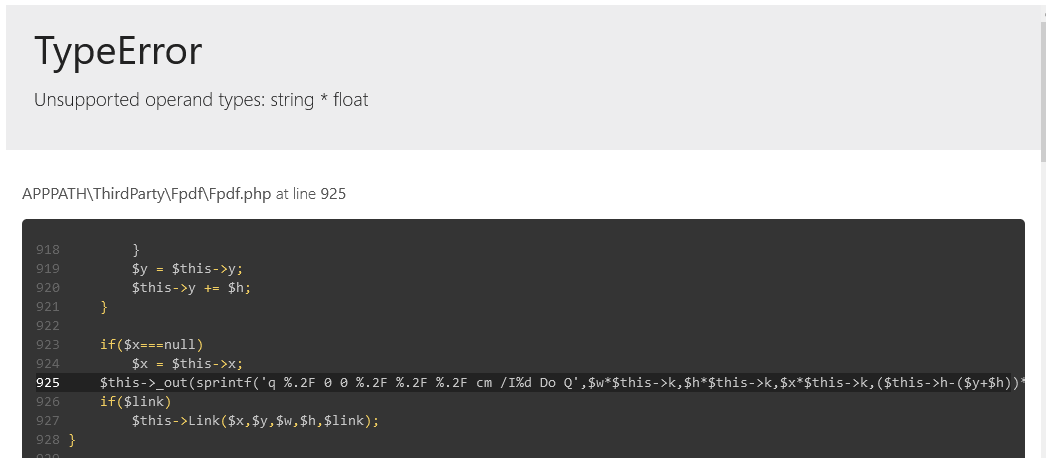 TypeError
Unsupported operand types: string * float
APPPATH\ThirdParty\Fpdf\Fpdf.php at line 925
918         }
919         $y = $this->y;
920         $this->y += $h;
921     }
922
923     if($x===null)
924         $x = $this->x;
925     $this->_out(sprintf('q %.2F 0 0 %.2F %.2F %.2F cm /I%d Do Q',$w*$this->k,$h*$this->k,$x*$this->k,($this->h-($y+$h))*
926     if($link)
927         $this->Link($x,$y,$w,$h,$link);
928 }
929